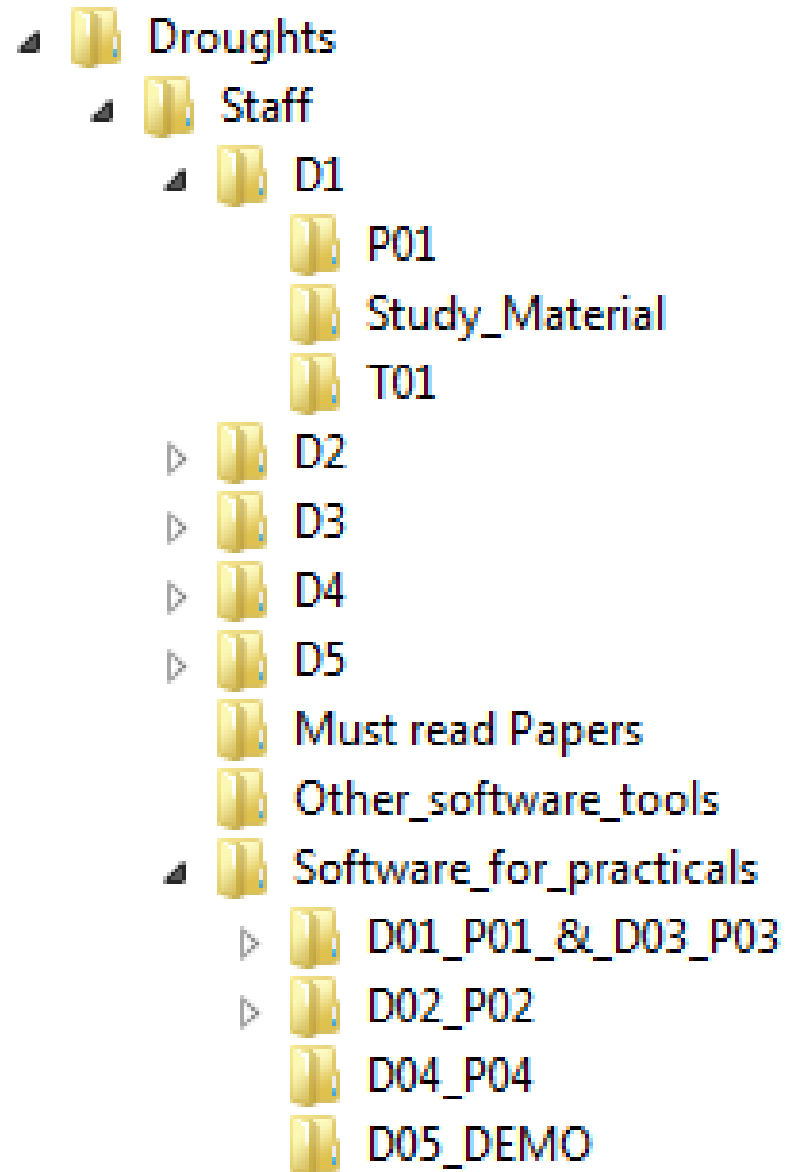 Droughts
Staff
D1
P01
Study_Material
T01
D2
D3
D4
D5
Must read Papers
Other_software_tools
Software_for_practicals
D01_P01_&_D03_P03
D02_P02
D04_P04
D05_DEMO